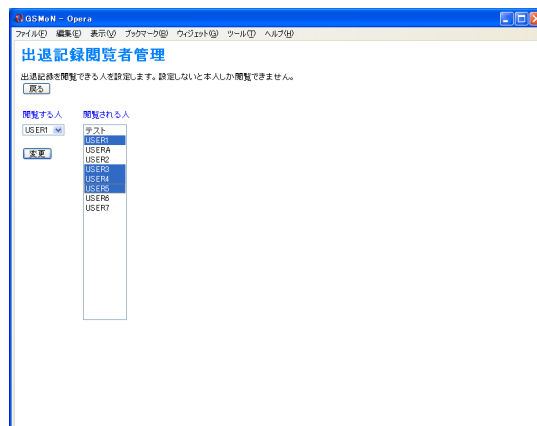 GSMoN - Opera
ファイル(F) 編集(E) 表示(V) ブックマーク(B) ウィジェット(G) ツール(T) ヘルプ(H)
出退記録閲覧者管理
出退記録を閲覧できる人を設定します。設定しないと本人しか閲覧できません。
戻る
閲覧する人 閲覧される人
USER1 テスト
USER1
変更 USERA
USER2
USER3
USER4
USER5
USER6
USER7